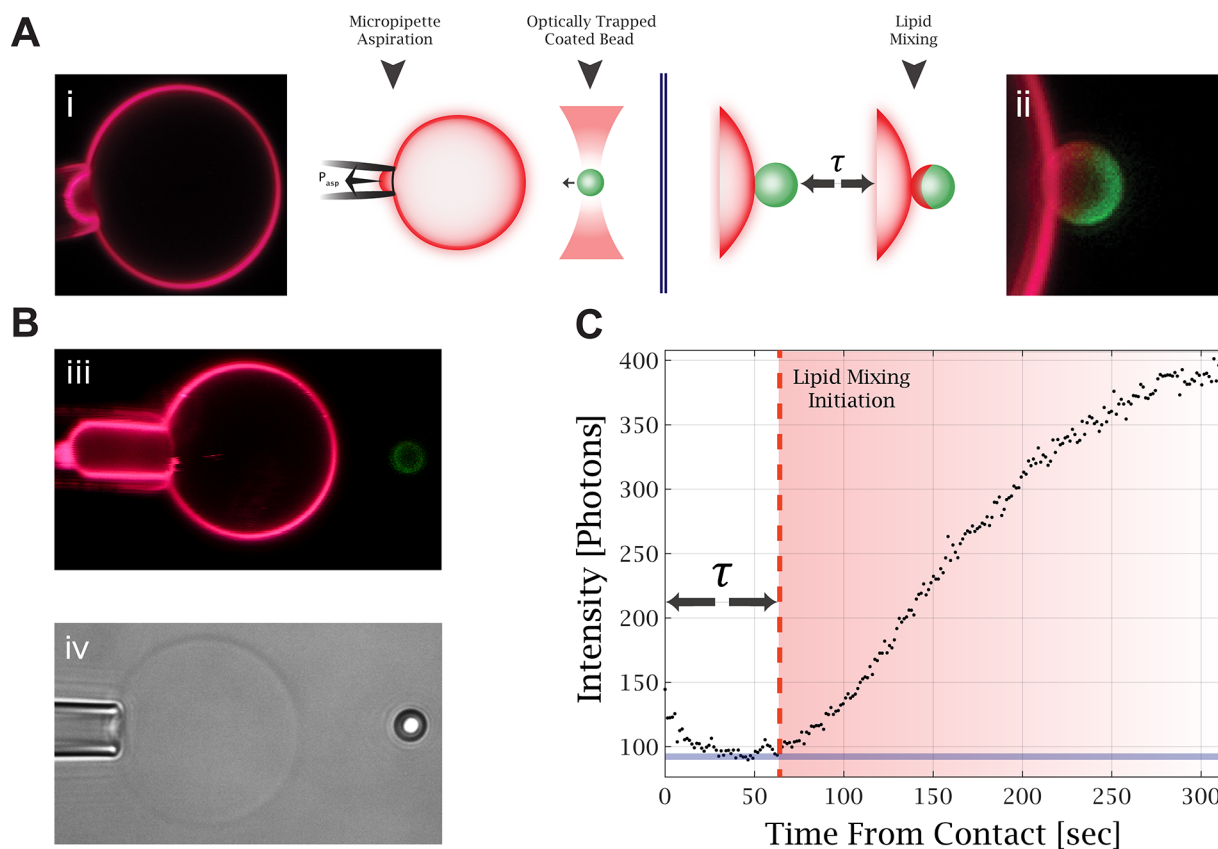 A
Micropipette
Aspiration
Optically Trapped
Coated Bead
Lipid
Mixing
i
P asp
τ
ii
B
iii
iv
C
Lipid Mixing
Initiation
τ
Intensity [Photons]
400
350
300
250
200
150
100
0
50
100
150
200
250
300
Time From Contact [sec]